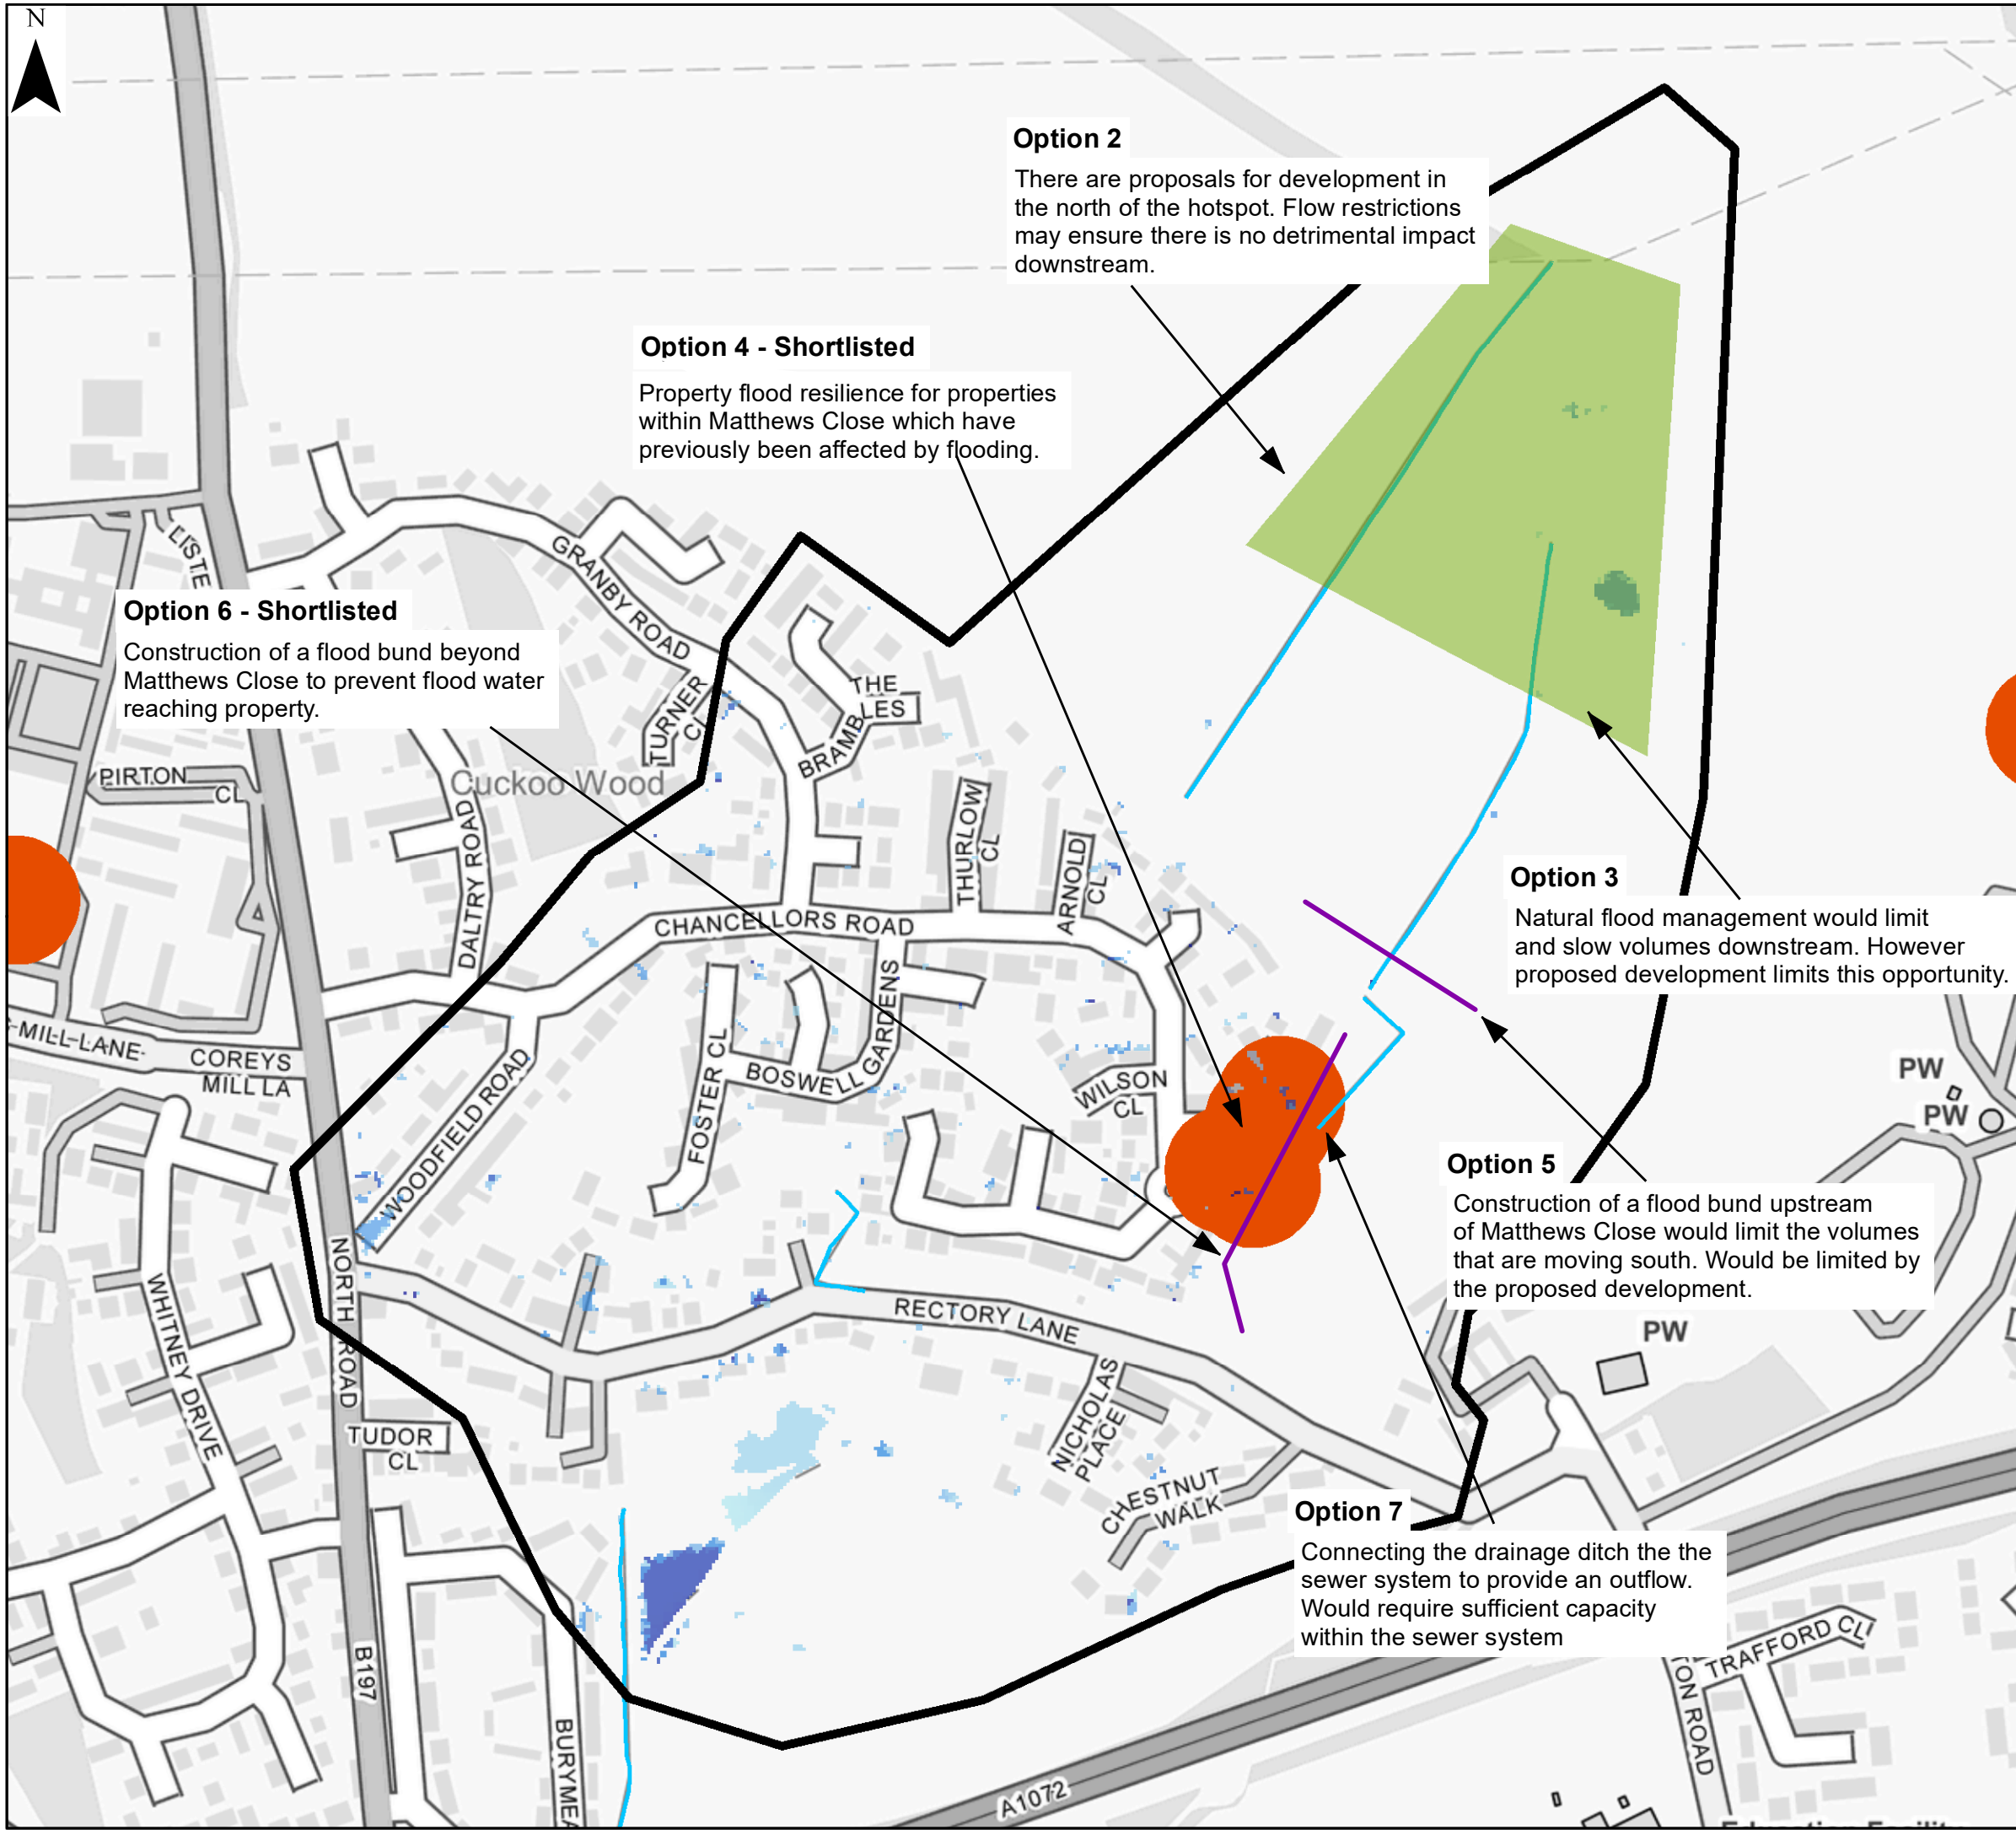 N
Option 2
There are proposals for development in
the north of the hotspot. Flow restrictions
may ensure there is no detrimental impact
downstream.
Option 4 - Shortlisted
Property flood resilience for properties
within Matthews Close which have
previously been affected by flooding.
LISTE
GRANBY ROAD
Option 6 - Shortlisted
Construction of a flood bund beyond
Matthews Close to prevent flood water
reaching property.
TURNER
CL
THE
BRAMB
LES
PIRTON
CL
Cuckoo Wood
DALTRY ROAD
THURLOW
CL
ARNOLD
CL
Option 3
Natural flood management would limit
and slow volumes downstream. However
proposed development limits this opportunity.
CHANCELLORS ROAD
MILL LANE
COREYS
MILL LA
WOODFIELD ROAD
FOSTER CL
BOSWELL GARDENS
WILSON
CL
PW
PW
Option 5
Construction of a flood bund upstream
of Matthews Close would limit the volumes
that are moving south. Would be limited by
the proposed development.
WHITNEY DRIVE
NORTH ROAD
RECTORY LANE
PW
NICHOLAS
PLACE
TUDOR
CL
CHESTNUT
WALK
Option 7
Connecting the drainage ditch the the
sewer system to provide an outflow.
Would require sufficient capacity
within the sewer system
B197
BURYMEA
TRAFFORD CL
TON ROAD
A1072